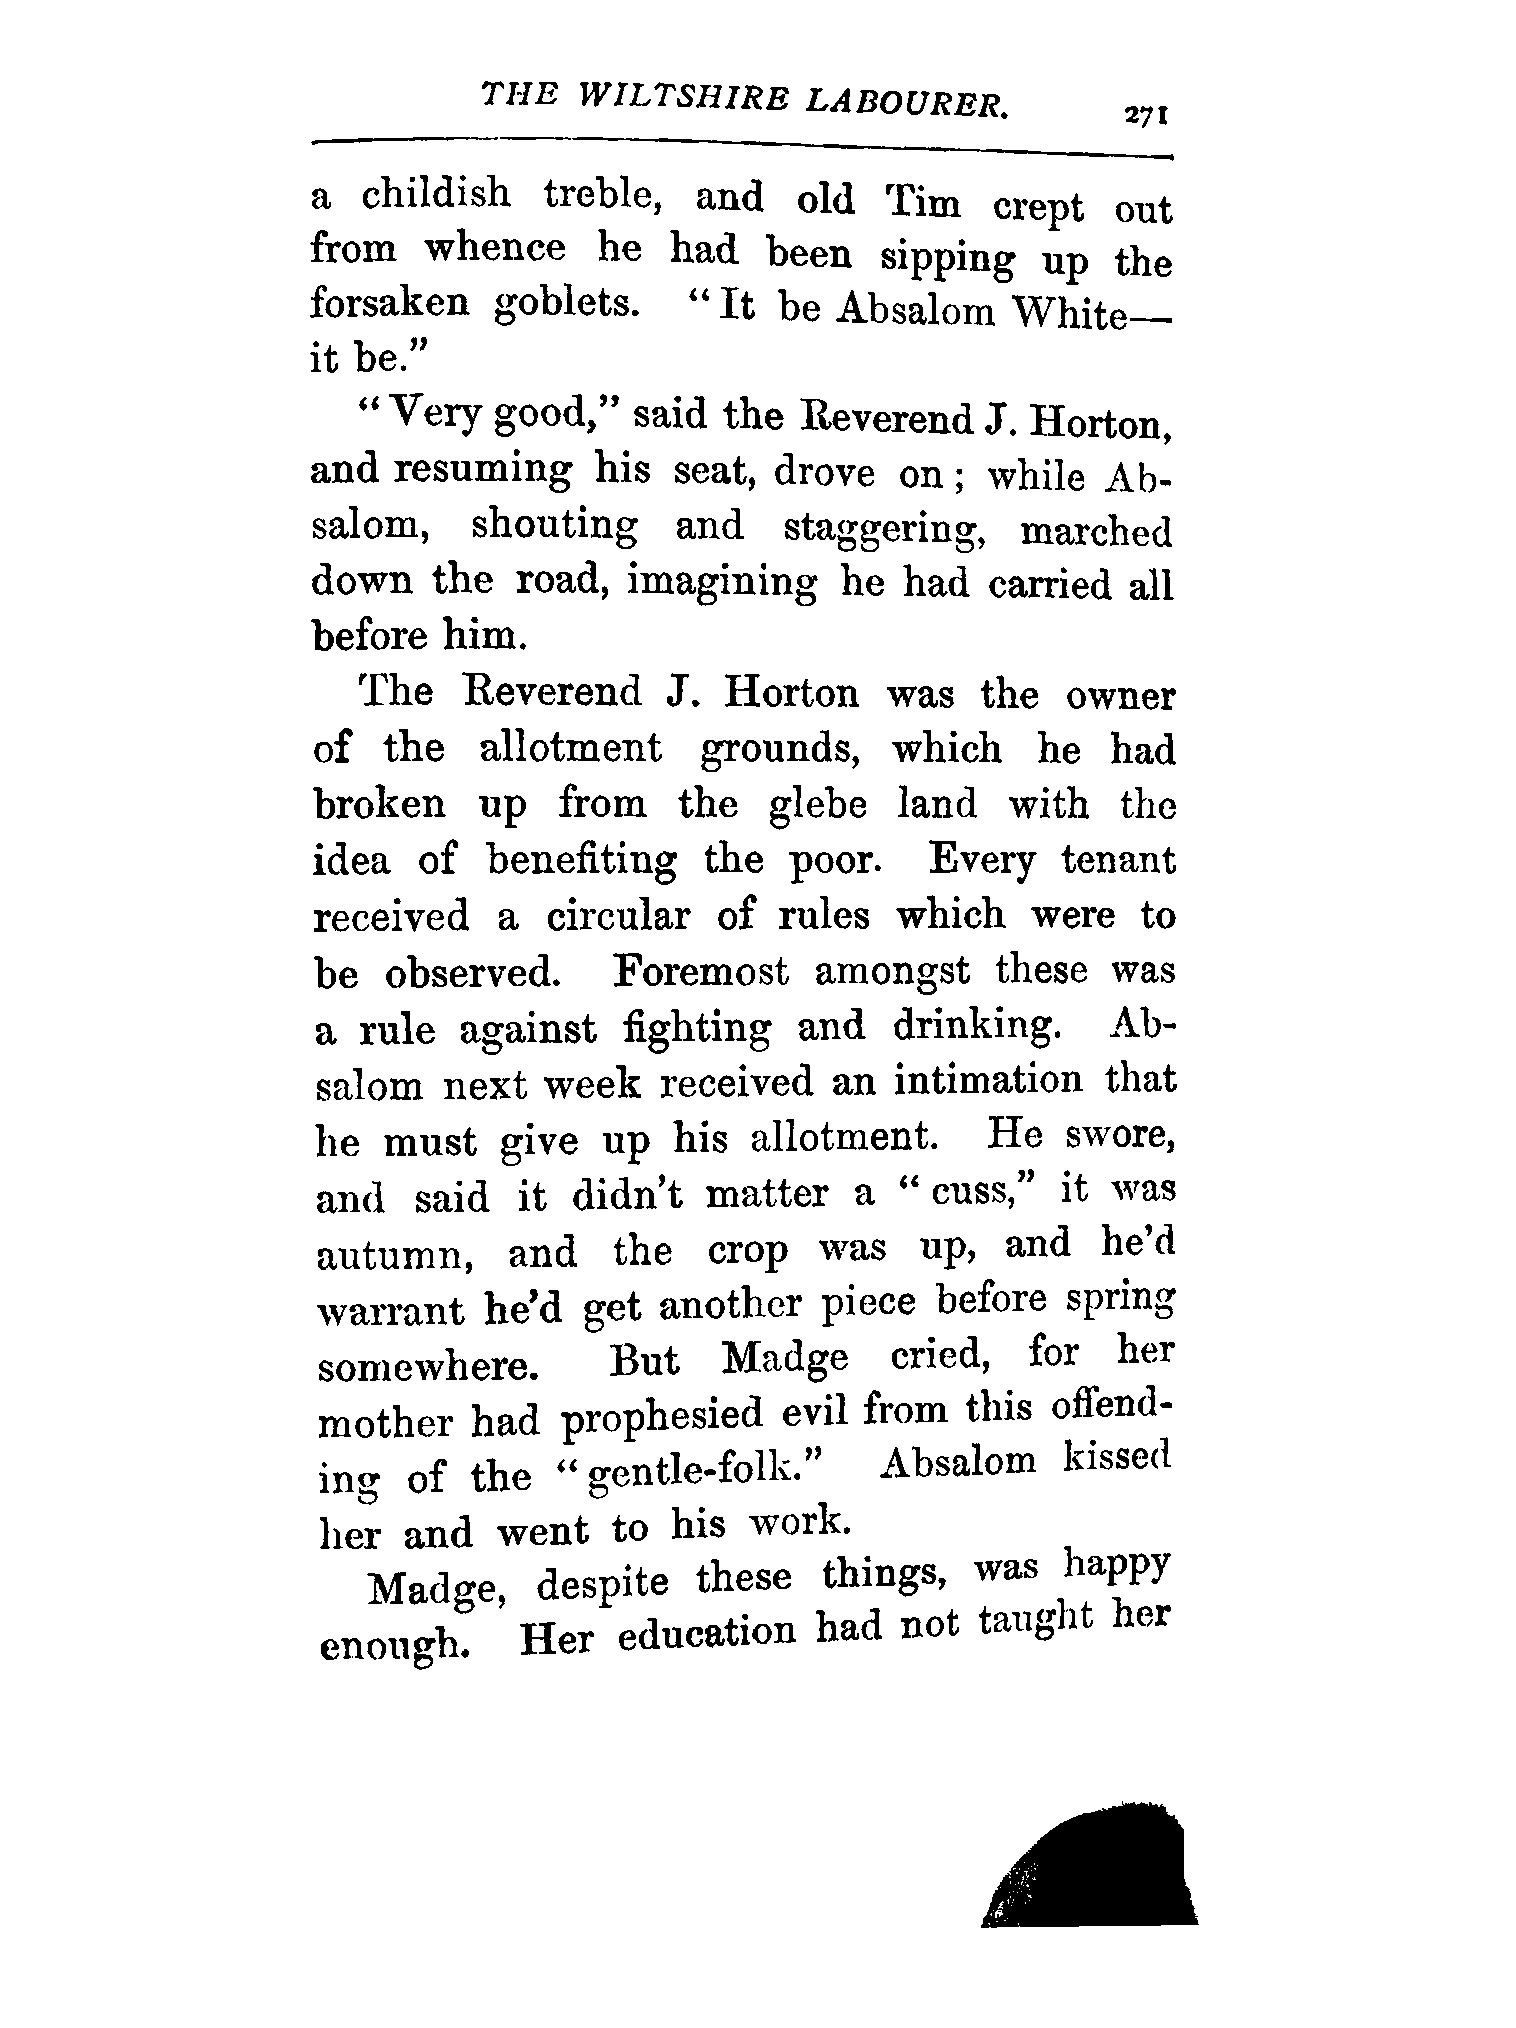 THE WILTSHIRE LABOURER. 271
a childish treble, and old Tim crept out
from whence he had been sipping up the
forsaken goblets. “It be Absalom White—
it be.”
“Very good,” said the Reverend J. Horton,
and resuming his seat, drove on; while Ab-
salom, shouting and staggering, marched
down the road, imagining he had carried all
before him.
The Reverend J. Horton was the owner
of the allotment grounds, which he had
broken up from the glebe land with the
idea of benefiting the poor. Every tenant
received a circular of rules which were to
be observed. Foremost amongst these was
a rule against fighting and drinking. Ab-
salom next week received an intimation that
he must give up his allotment. He swore,
and said it didn’t matter a “cuss,” it was
autumn, and the crop was up, and he’d
warrant he’d get another piece before spring
somewhere. But Madge cried, for her
mother had prophesied evil from this offend-
ing of the “gentle-folk.” Absalom kissed
her and went to his work.
Madge, despite these things, was happy
enough. Her education had not taught her